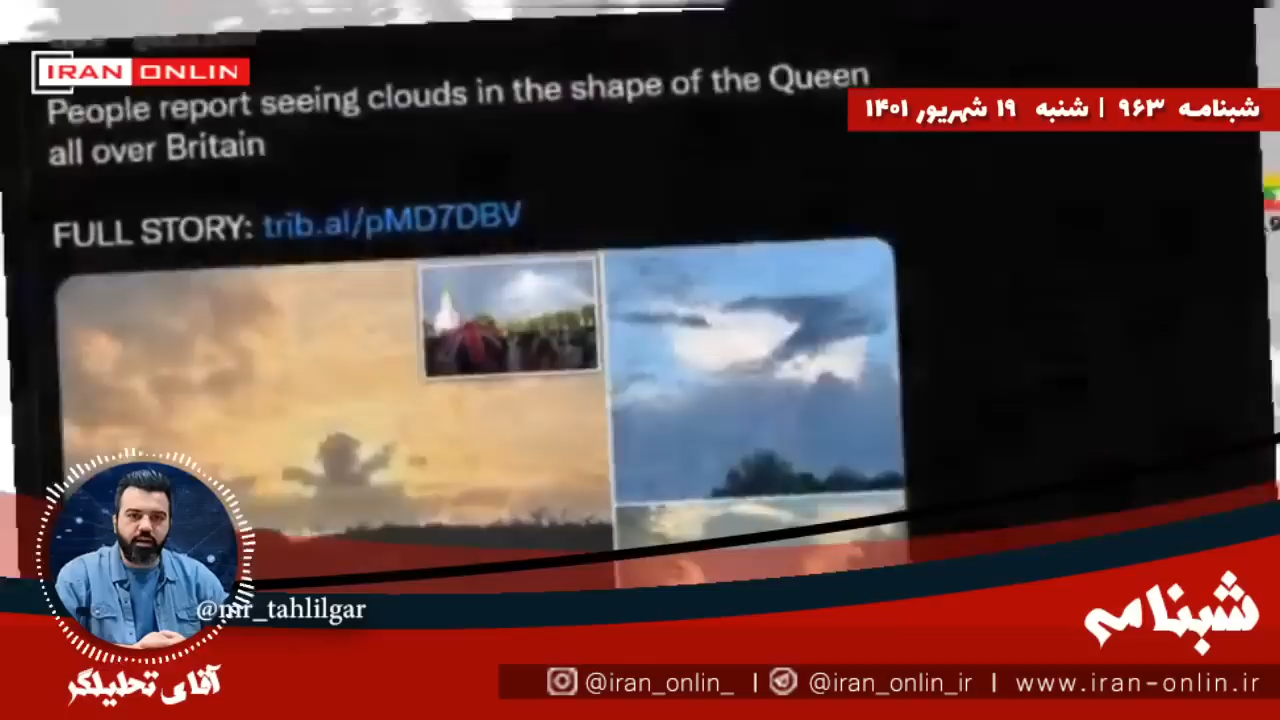 IRAN ONLIN
People report seeing clouds in the shape of the Queen
all over Britain
شبنامه ۹۶۳ | شنبه ۱۹ شهریور ۱۴۰۱
FULL STORY: trib.al/pMD7DBV
@mr_tahlilgar
آقای تحلیلگر
شبنامه
@iran_onlin_ | @iran_onlin_ir | www.iran-onlin.ir